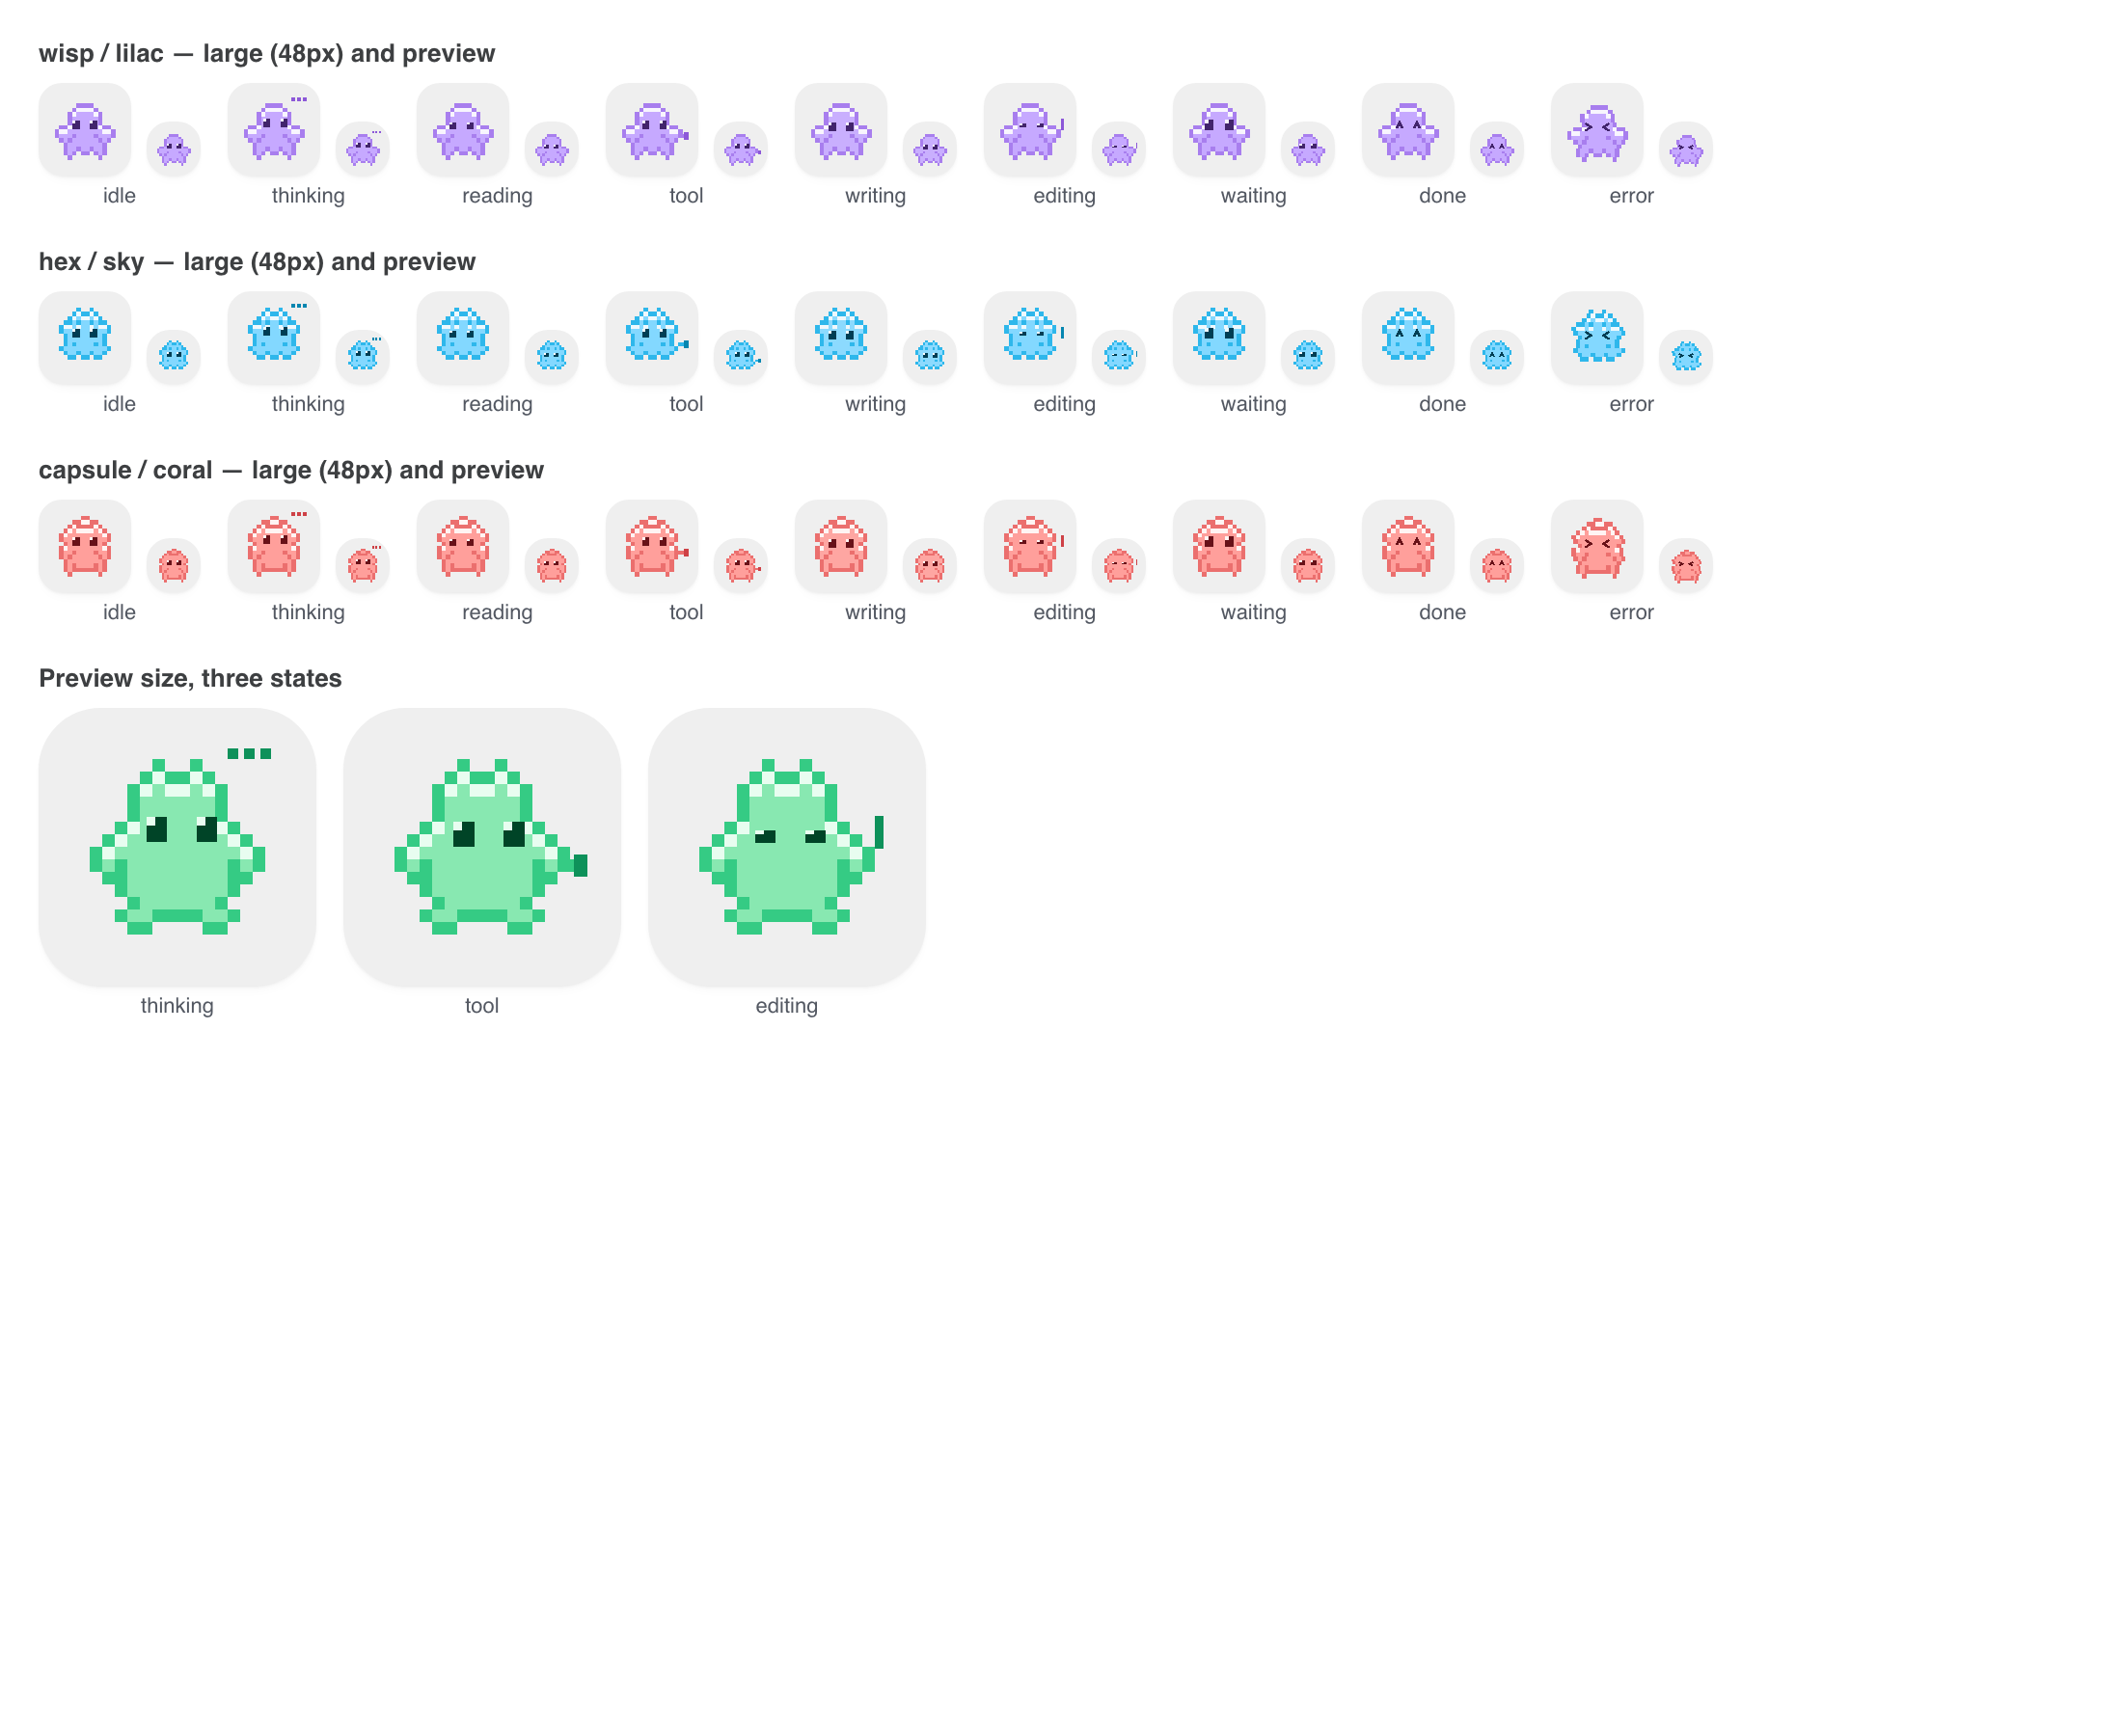 wisp / lilac — large (48px) and preview
idle thinking reading tool writing editing waiting done error
hex / sky — large (48px) and preview
idle thinking reading tool writing editing waiting done error
capsule / coral — large (48px) and preview
idle thinking reading tool writing editing waiting done error
Preview size, three states
thinking tool editing